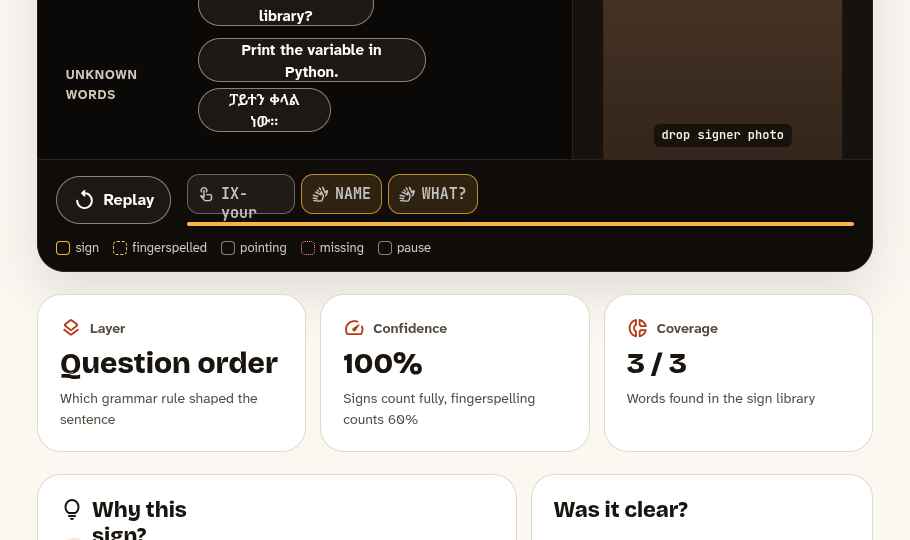 library?
Print the variable in
Python.
UNKNOWN
WORDS
ፓይተን ቀላል
ነው።
drop signer photo
Replay
IX-
your
NAME
WHAT?
sign
fingerspelled
pointing
missing
pause
Layer
Question order
Which grammar rule shaped the
sentence
Confidence
100%
Signs count fully, fingerspelling
counts 60%
Coverage
3 / 3
Words found in the sign library
Why this
sign?
Was it clear?